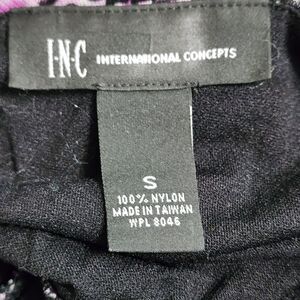 I·N·C INTERNATIONAL CONCEPTS
S
100% NYLON
MADE IN TAIWAN
WPL 8046